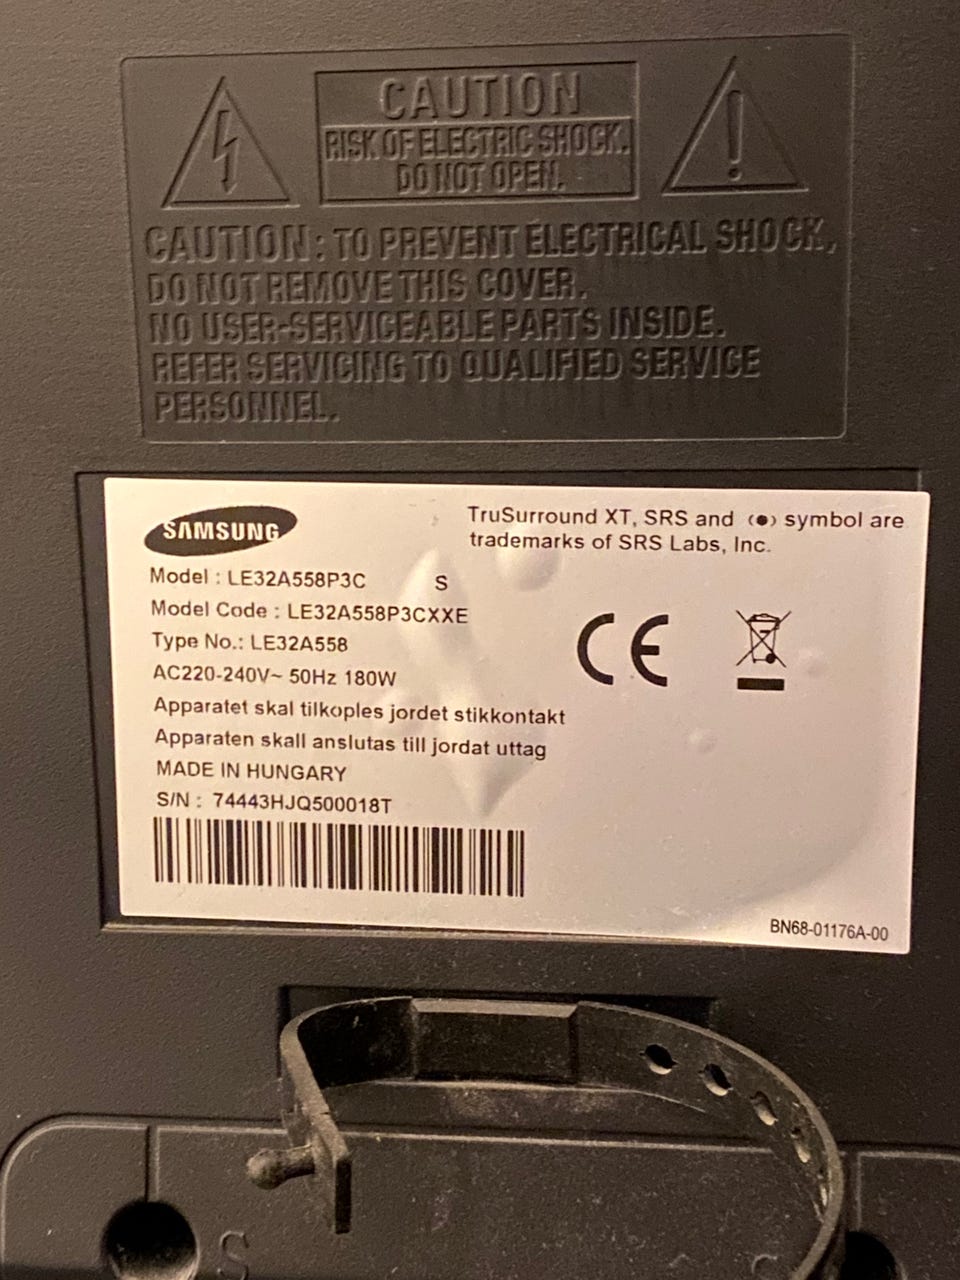 CAUTION
RISK OF ELECTRIC SHOCK.
DO NOT OPEN.
CAUTION: TO PREVENT ELECTRICAL SHOCK,
DO NOT REMOVE THIS COVER.
NO USER-SERVICEABLE PARTS INSIDE.
REFER SERVICING TO QUALIFIED SERVICE
PERSONNEL.
SAMSUNG
TruSurround XT, SRS and (●) symbol are
trademarks of SRS Labs, Inc.
Model : LE32A558P3C S
Model Code : LE32A558P3CXXE
Type No.: LE32A558
AC220-240V~ 50Hz 180W
Apparatet skal tilkoples jordet stikkontakt
Apparaten skall anslutas till jordat uttag
MADE IN HUNGARY
S/N : 74443HJQ500018T
CE
BN68-01176A-00
S